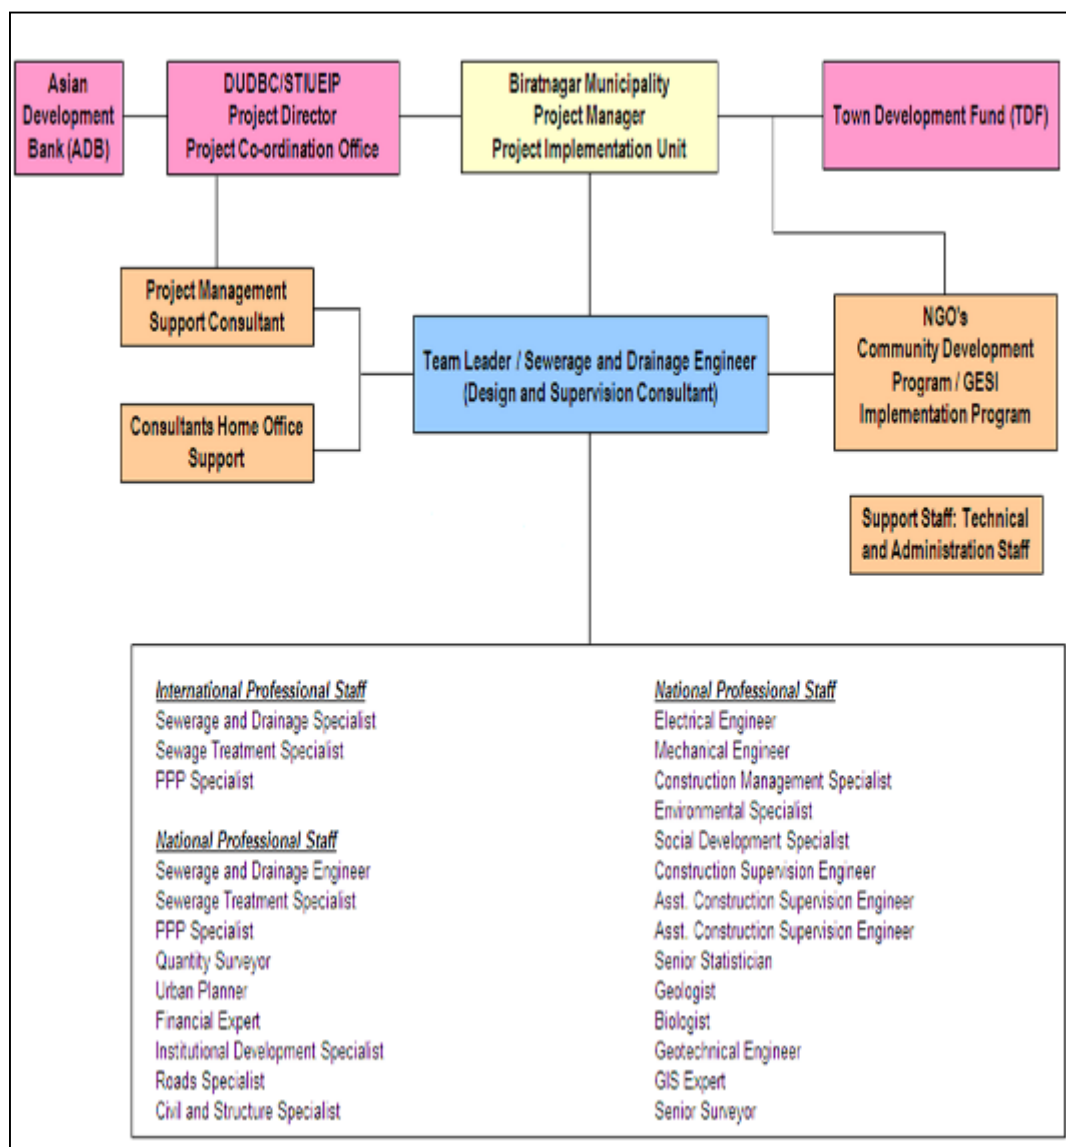 Asian
Development
Bank (ADB)
DUDBC/STIUEIP
Project Director
Project Co-ordination Office
Biratnagar Municipality
Project Manager
Project Implementation Unit
Town Development Fund (TDF)
Project Management
Support Consultant
Team Leader / Sewerage and Drainage Engineer
(Design and Supervision Consultant)
NGO's
Community Development
Program / GESI
Implementation Program
Consultants Home Office
Support
Support Staff: Technical
and Administration Staff
International Professional Staff
Sewerage and Drainage Specialist
Sewage Treatment Specialist
PPP Specialist
National Professional Staff
Sewerage and Drainage Engineer
Sewerage Treatment Specialist
PPP Specialist
Quantity Surveyor
Urban Planner
Financial Expert
Institutional Development Specialist
Roads Specialist
Civil and Structure Specialist
National Professional Staff
Electrical Engineer
Mechanical Engineer
Construction Management Specialist
Environmental Specialist
Social Development Specialist
Construction Supervision Engineer
Asst. Construction Supervision Engineer
Asst. Construction Supervision Engineer
Senior Statistician
Geologist
Biologist
Geotechnical Engineer
GIS Expert
Senior Surveyor